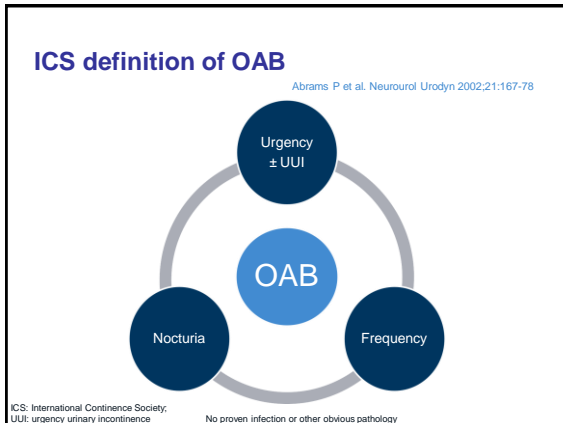 ICS definition of OAB
Abrams P et al. Neurourol Urodyn 2002;21:167-78
Urgency
± UUI
OAB
Nocturia
Frequency
ICS: International Continence Society;
UUI: urgency urinary incontinence
No proven infection or other obvious pathology